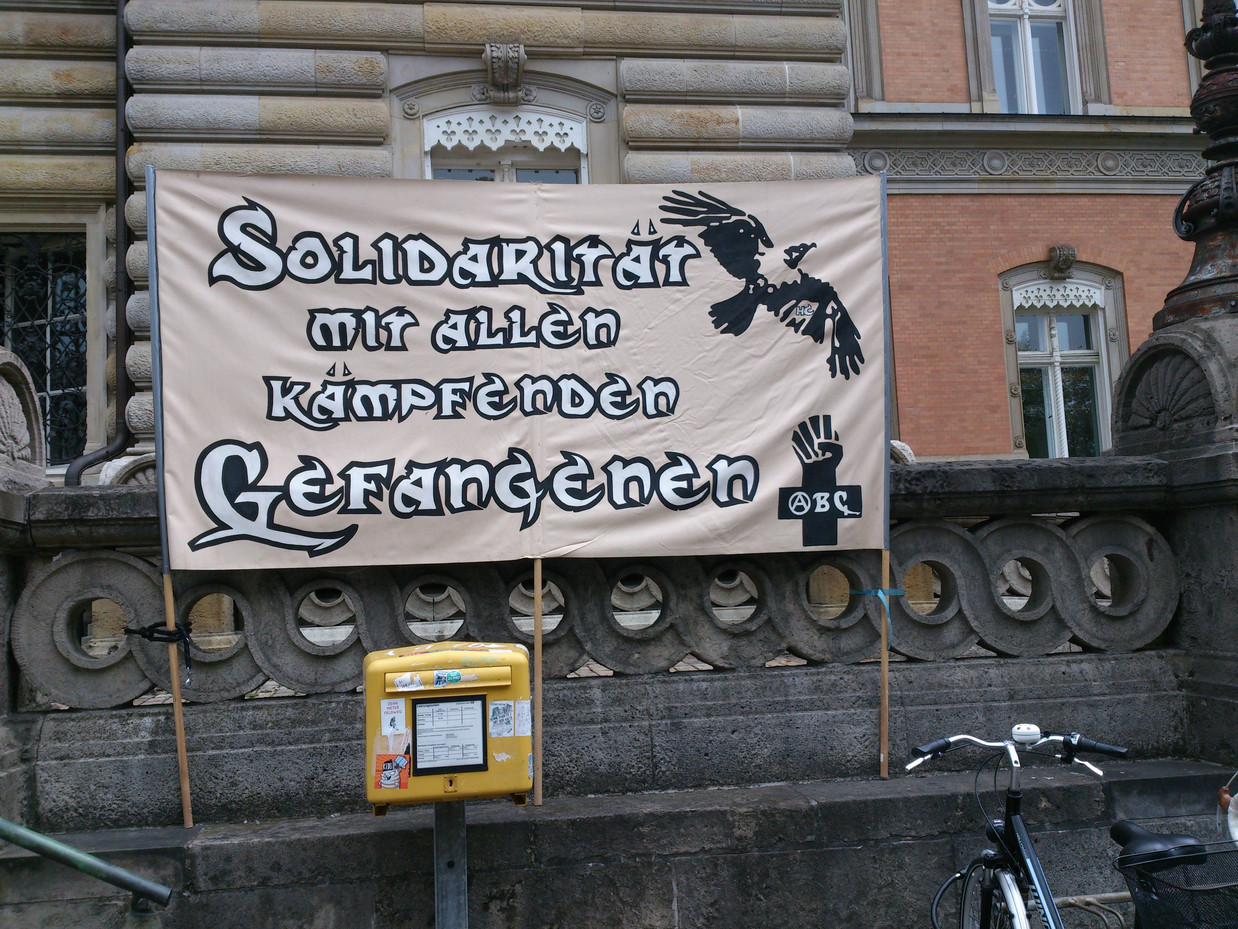 SOLIDARITÄT
MIT ALLEN
KÄMPFENDEN
GEFANGENEN
ABC